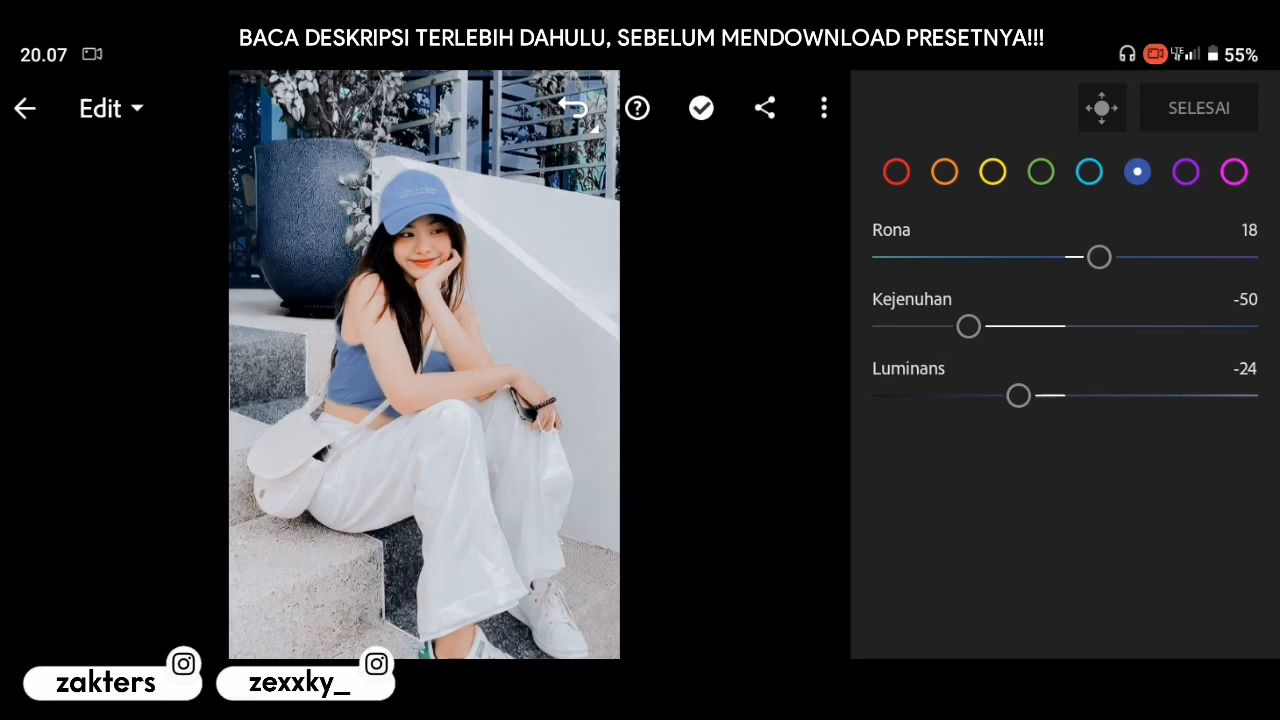 BACA DESKRIPSI TERLEBIH DAHULU, SEBELUM MENDOWNLOAD PRESETNYA!!!
20.07
LTE
55%
Edit
SELESAI
Rona
18
Kejenuhan
-50
Luminans
-24
zakters
zexxky_